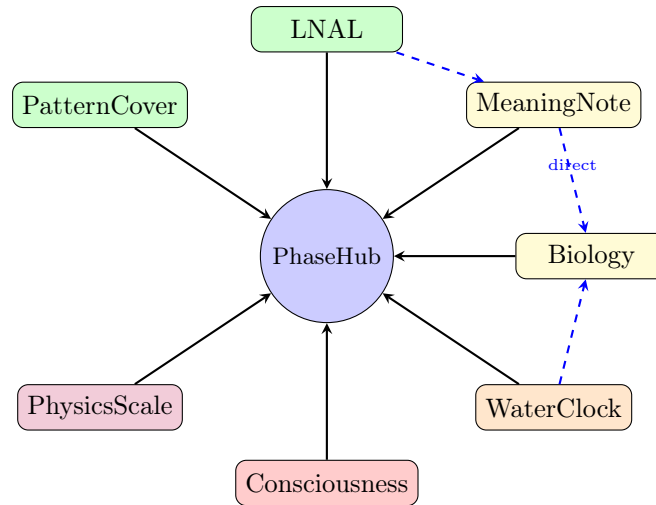 LNAL
PatternCover
MeaningNote
direct
PhaseHub
Biology
PhysicsScale
WaterClock
Consciousness